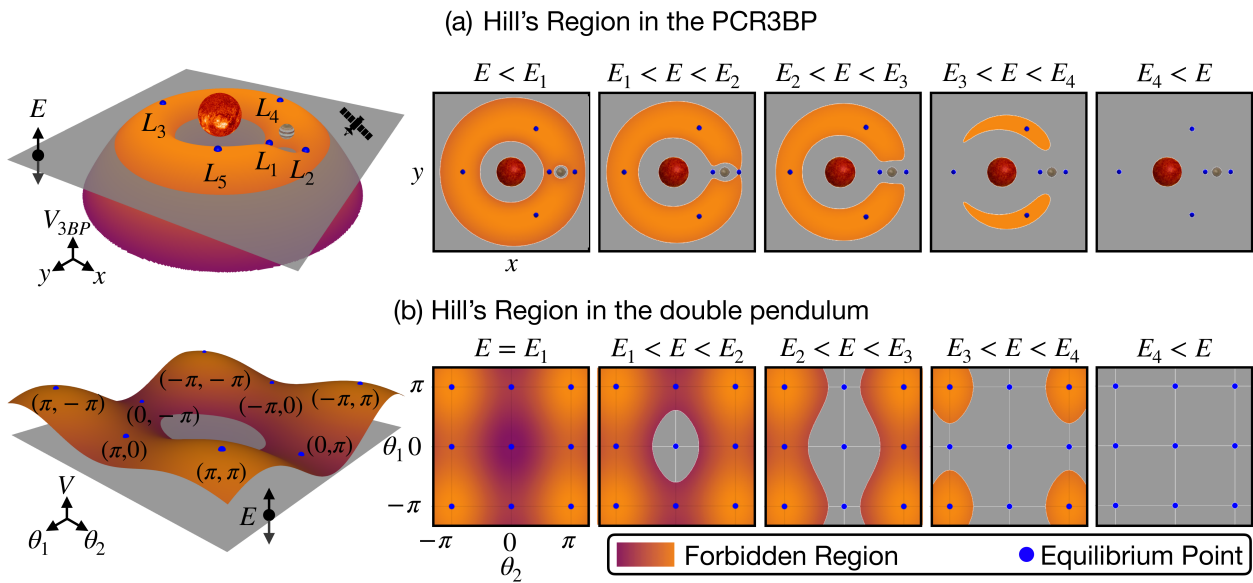 (a) Hill's Region in the PCR3BP
E < E₁ E₁ < E < E₂ E₂ < E < E₃ E₃ < E < E₄ E₄ < E
E
L₃
L₄
L₁
L₂
L₅
V₃BP
y
x
y
x
(b) Hill's Region in the double pendulum
E = E₁ E₁ < E < E₂ E₂ < E < E₃ E₃ < E < E₄ E₄ < E
(−π, −π)
(π, − π)
(0, − π)
(−π,0)
(−π, π)
(π,0)
(0,π)
(π, π)
V
θ₁
θ₂
E
π
θ₁ 0
−π
−π 0 π
θ₂
Forbidden Region
Equilibrium Point